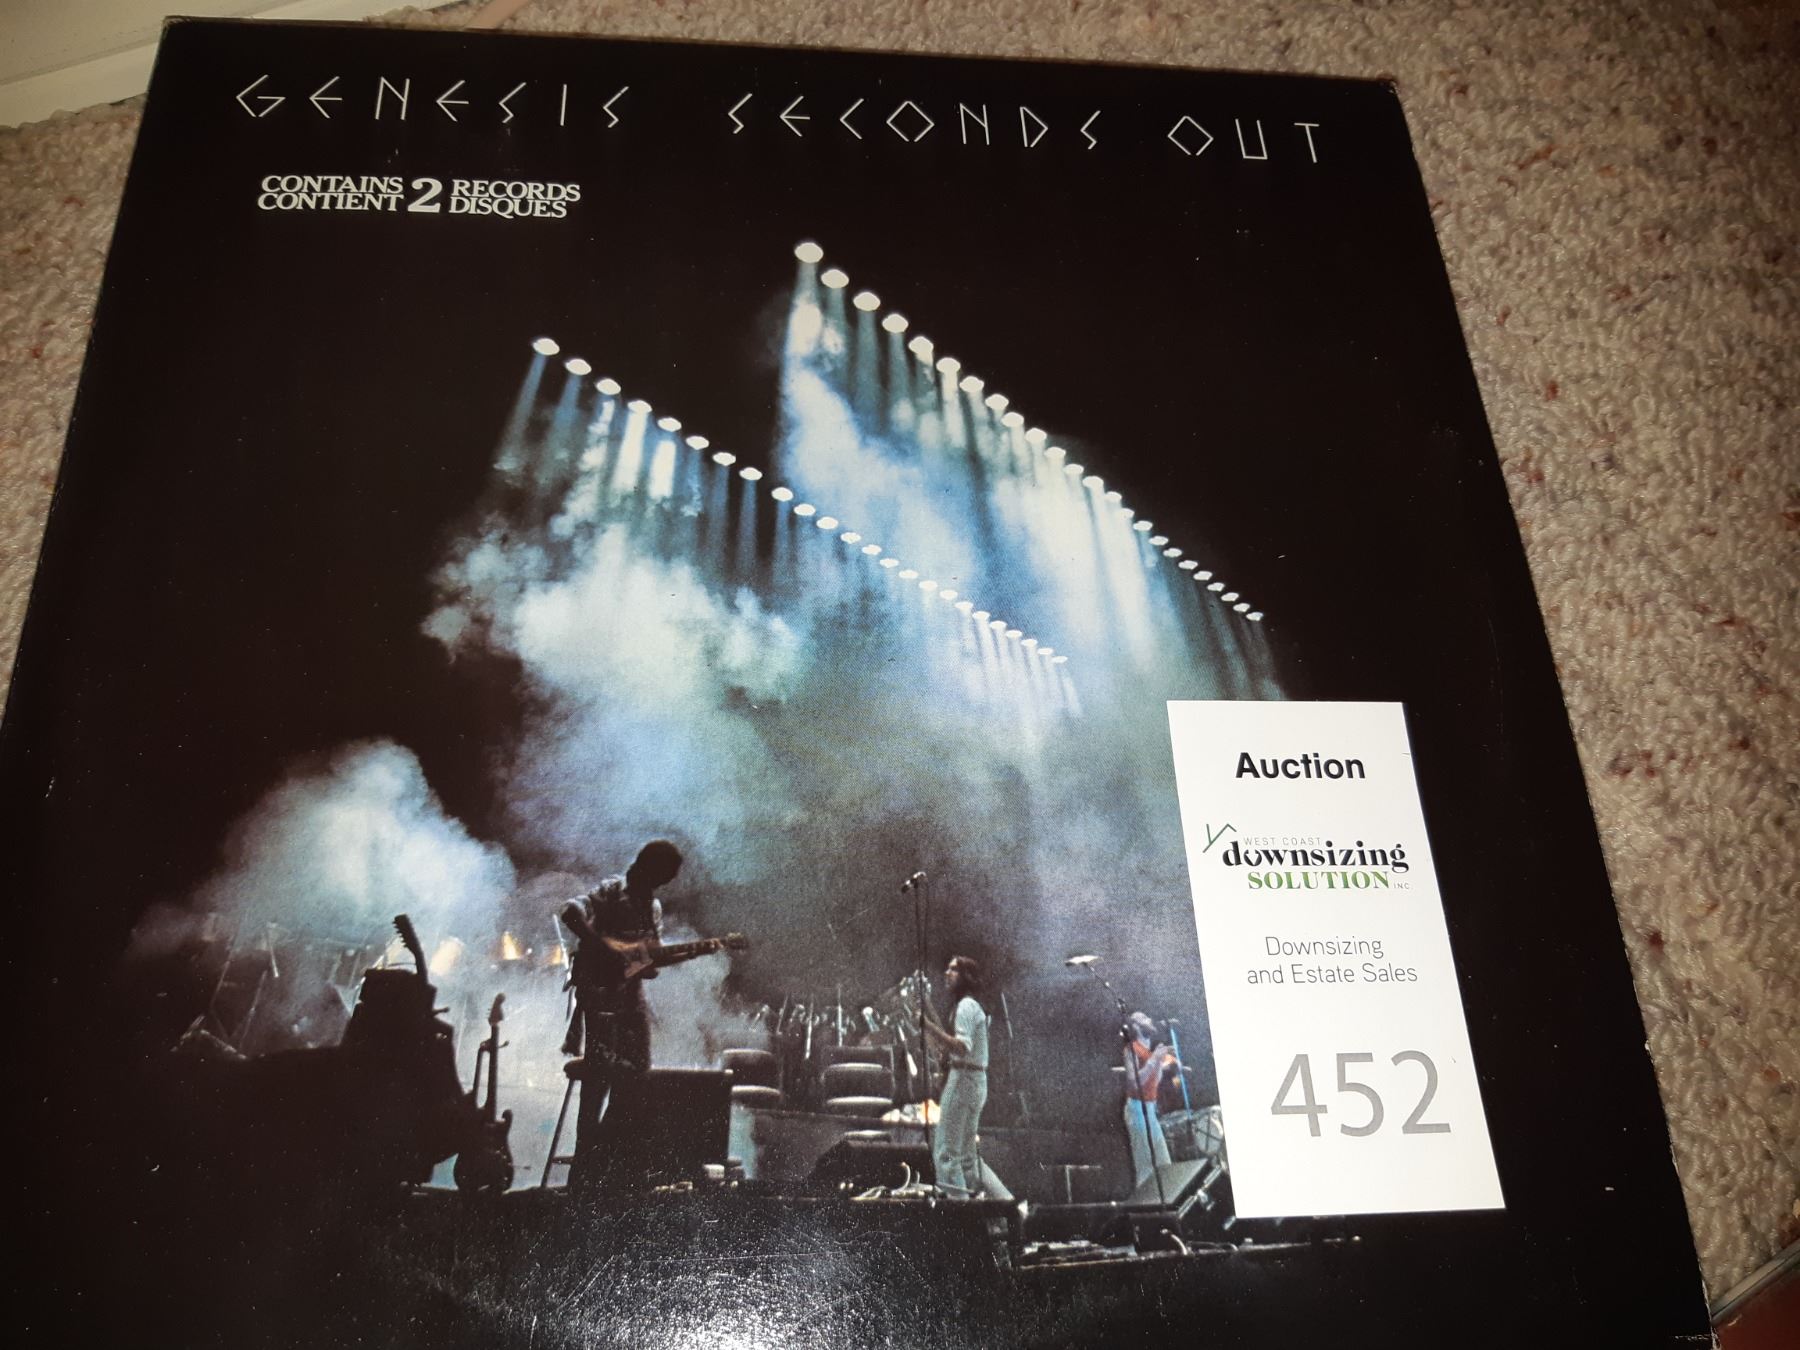 GENESIS SECONDS OUT
CONTAINS 2 RECORDS
CONTIENT DISQUES
Auction
WEST COAST
downsizing
SOLUTION INC.
Downsizing
and Estate Sales
452